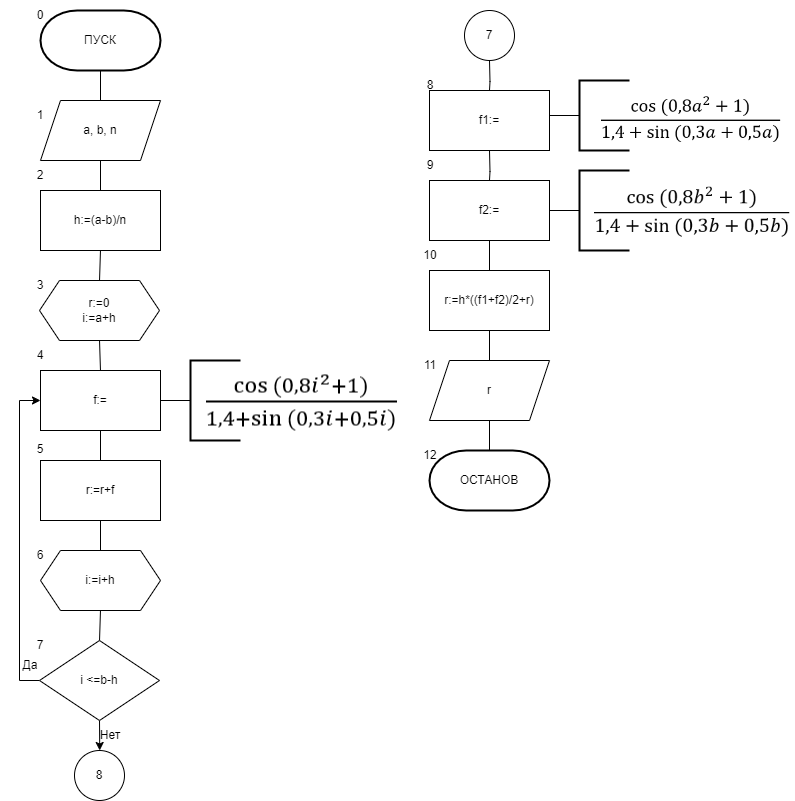 0
ПУСК
1
a, b, n
2
h:=(a-b)/n
3
r:=0
i:=a+h
4
f:=
cos (0,8i²+1)
1,4+sin (0,3i+0,5i)
5
r:=r+f
6
i:=i+h
7
i <=b-h
Да
Нет
8
7
8
f1:=
cos (0,8a² + 1)
1,4 + sin (0,3a + 0,5a)
9
f2:=
cos (0,8b² + 1)
1,4 + sin (0,3b + 0,5b)
10
r:=h*((f1+f2)/2+r)
11
r
12
ОСТАНОВ